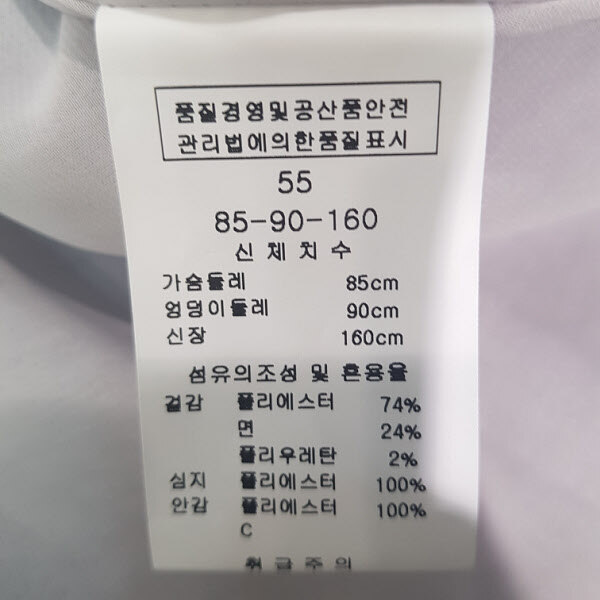 품질경영및공산품안전
관리법에의한품질표시
55
85-90-160
신체치수
가슴둘레 85cm
엉덩이둘레 90cm
신장 160cm
섬유의조성 및 혼용율
겉감 폴리에스터 74%
면 24%
폴리우레탄 2%
심지 폴리에스터 100%
안감 폴리에스터 100%
C
취급주의